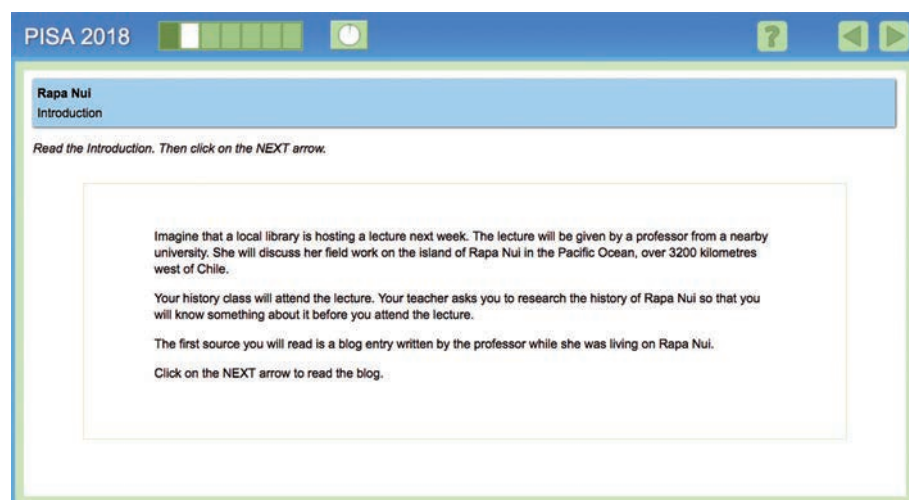 PISA 2018
?
Rapa Nui
Introduction
Read the Introduction. Then click on the NEXT arrow.
Imagine that a local library is hosting a lecture next week. The lecture will be given by a professor from a nearby
university. She will discuss her field work on the island of Rapa Nui in the Pacific Ocean, over 3200 kilometres
west of Chile.
Your history class will attend the lecture. Your teacher asks you to research the history of Rapa Nui so that you
will know something about it before you attend the lecture.
The first source you will read is a blog entry written by the professor while she was living on Rapa Nui.
Click on the NEXT arrow to read the blog.